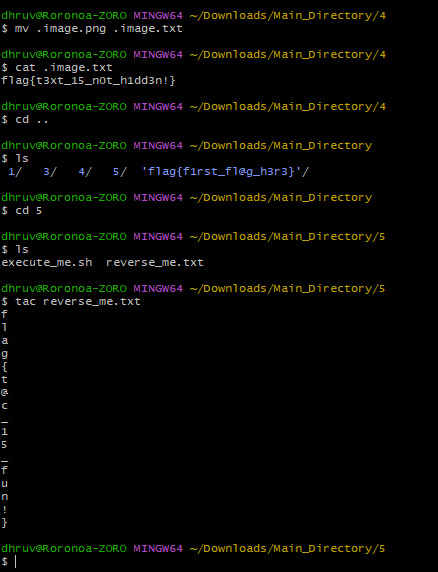 dhruv@Roronoa-ZORO MINGW64 ~/Downloads/Main_Directory/4
$ mv .image.png .image.txt
dhruv@Roronoa-ZORO MINGW64 ~/Downloads/Main_Directory/4
$ cat .image.txt
flag{t3xt_15_n0t_h1dd3n!}
dhruv@Roronoa-ZORO MINGW64 ~/Downloads/Main_Directory/4
$ cd ..
dhruv@Roronoa-ZORO MINGW64 ~/Downloads/Main_Directory
$ ls
 1/   3/   4/   5/  'flag{f1rst_fl@g_h3r3}'/
dhruv@Roronoa-ZORO MINGW64 ~/Downloads/Main_Directory
$ cd 5
dhruv@Roronoa-ZORO MINGW64 ~/Downloads/Main_Directory/5
$ ls
execute_me.sh  reverse_me.txt
dhruv@Roronoa-ZORO MINGW64 ~/Downloads/Main_Directory/5
$ tac reverse_me.txt
f
l
a
g
{
t
@
c
_
1
5
_
f
u
n
!
}
dhruv@Roronoa-ZORO MINGW64 ~/Downloads/Main_Directory/5
$